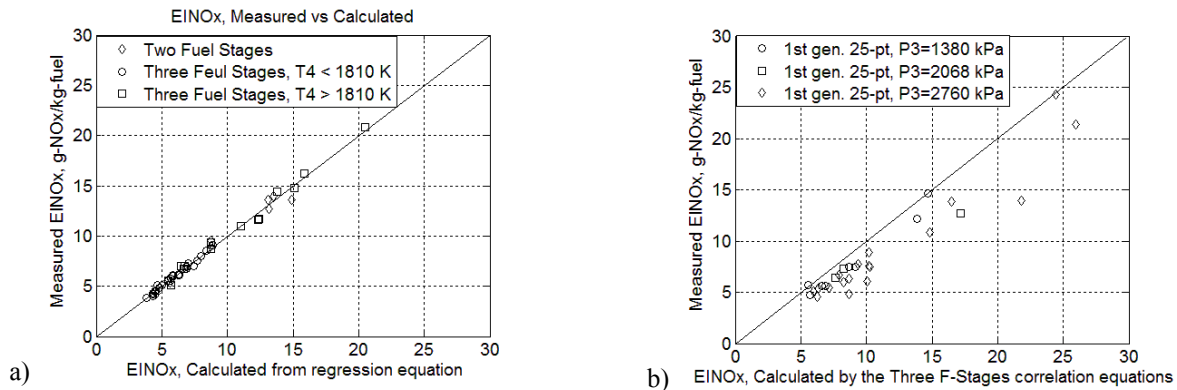 EINOx, Measured vs Calculated
30
25
20
15
10
5
0
Measured EINOx, g-NOx/kg-fuel
Two Fuel Stages
Three Feul Stages, T4 < 1810 K
Three Fuel Stages, T4 > 1810 K
0 5 10 15 20 25 30
EINOx, Calculated from regression equation
a)
30
25
20
15
10
5
0
Measured EINOx, g-NOx/kg-fuel
1st gen. 25-pt, P3=1380 kPa
1st gen. 25-pt, P3=2068 kPa
1st gen. 25-pt, P3=2760 kPa
0 5 10 15 20 25 30
EINOx, Calculated by the Three F-Stages correlation equations
b)